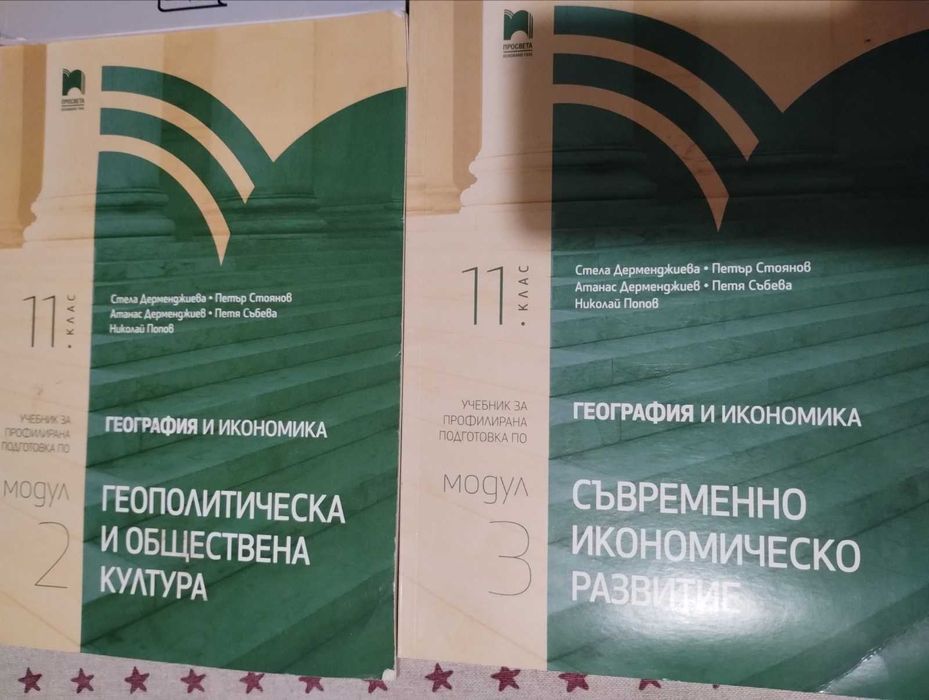 ПРОСВЕТА
11
• КЛАС
Стела Дерменджиева • Петър Стоянов
Атанас Дерменджиев • Петя Събева
Николай Попов
УЧЕБНИК ЗА
ПРОФИЛИРАНА
ПОДГОТОВКА ПО
ГЕОГРАФИЯ И ИКОНОМИКА
МОДУЛ
2
ГЕОПОЛИТИЧЕСКА
И ОБЩЕСТВЕНА
КУЛТУРА
ПРОСВЕТА
11
• КЛАС
Стела Дерменджиева • Петър Стоянов
Атанас Дерменджиев • Петя Събева
Николай Попов
УЧЕБНИК ЗА
ПРОФИЛИРАНА
ПОДГОТОВКА ПО
ГЕОГРАФИЯ И ИКОНОМИКА
МОДУЛ
3
СЪВРЕМЕННО
ИКОНОМИЧЕСКО
РАЗВИТИЕ